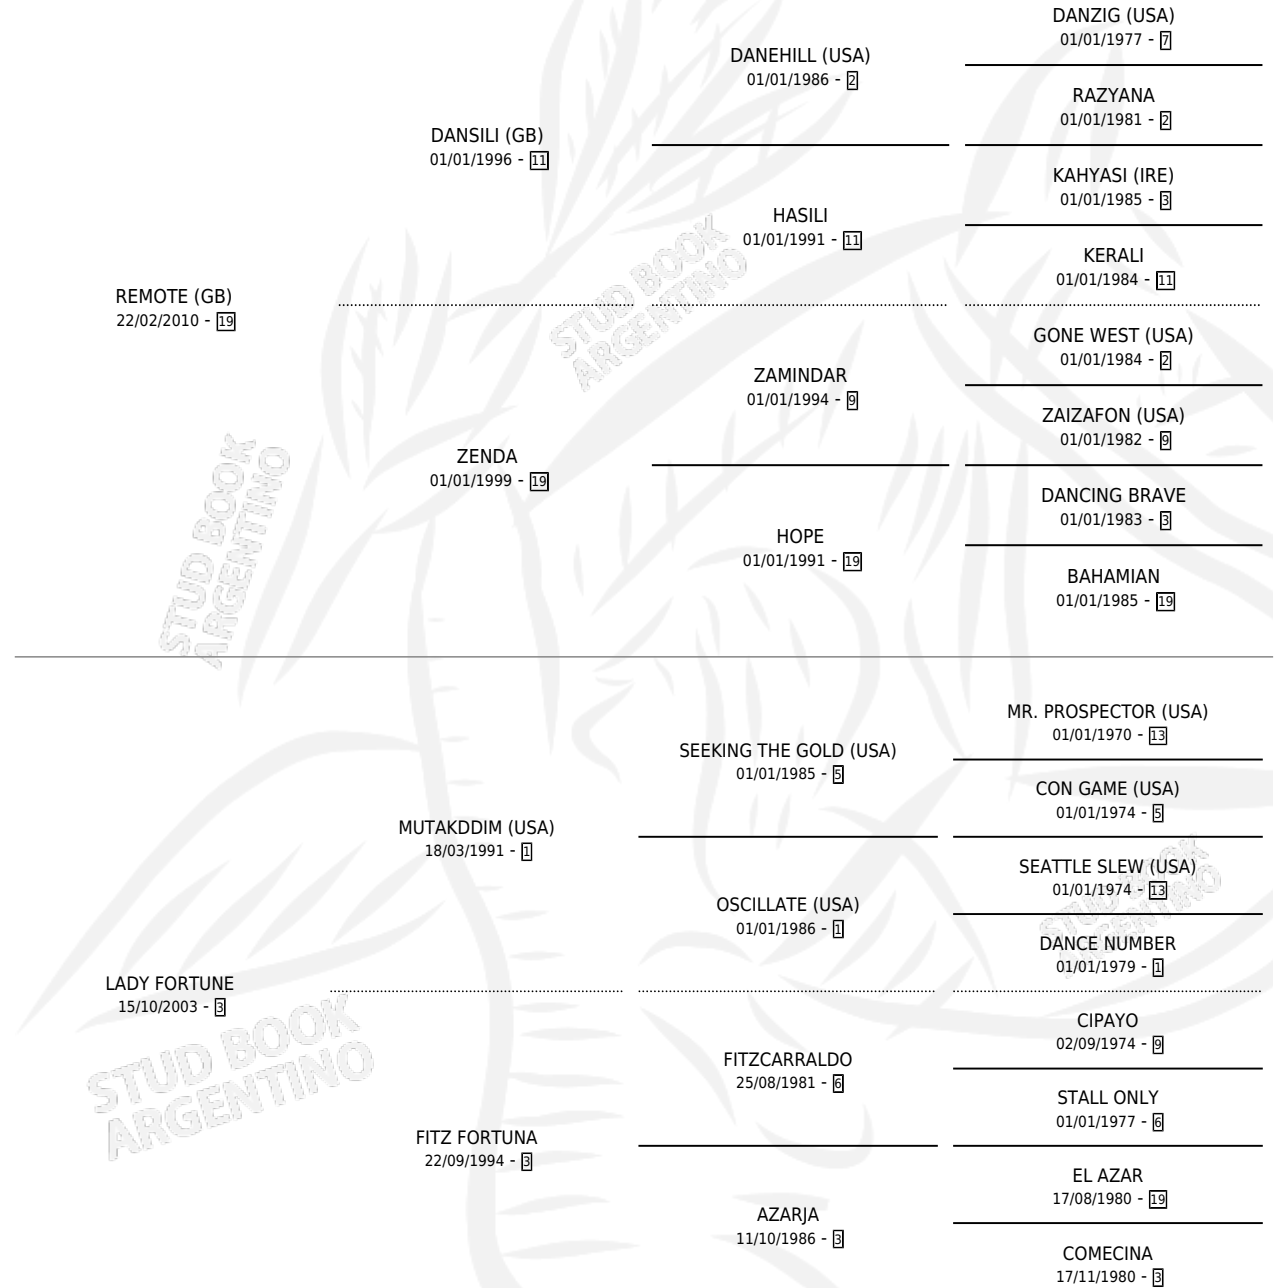 DANZIG (USA)
01/01/1977 - 7
DANEHILL (USA)
01/01/1986 - 2
RAZYANA
01/01/1981 - 2
DANSILI (GB)
01/01/1996 - 11
KAHYASI (IRE)
01/01/1985 - 3
HASILI
01/01/1991 - 11
KERALI
01/01/1984 - 11
REMOTE (GB)
22/02/2010 - 19
STUD BOOK
ARGENTINO
GONE WEST (USA)
01/01/1984 - 2
ZAMINDAR
01/01/1994 - 9
ZAIZAFON (USA)
01/01/1982 - 9
ZENDA
01/01/1999 - 19
DANCING BRAVE
01/01/1983 - 3
HOPE
01/01/1991 - 19
BAHAMIAN
01/01/1985 - 19
STUD BOOK
ARGENTINO
MR. PROSPECTOR (USA)
01/01/1970 - 13
SEEKING THE GOLD (USA)
01/01/1985 - 5
CON GAME (USA)
01/01/1974 - 5
MUTAKDDIM (USA)
18/03/1991 - 1
SEATTLE SLEW (USA)
01/01/1974 - 13
OSCILLATE (USA)
01/01/1986 - 1
STUD BOOK
ARGENTINO
DANCE NUMBER
01/01/1979 - 1
LADY FORTUNE
15/10/2003 - 3
CIPAYO
02/09/1974 - 9
FITZCARRALDO
25/08/1981 - 6
STALL ONLY
01/01/1977 - 6
STUD BOOK
ARGENTINO
FITZ FORTUNA
22/09/1994 - 3
EL AZAR
17/08/1980 - 19
AZARJA
11/10/1986 - 3
COMECINA
17/11/1980 - 3